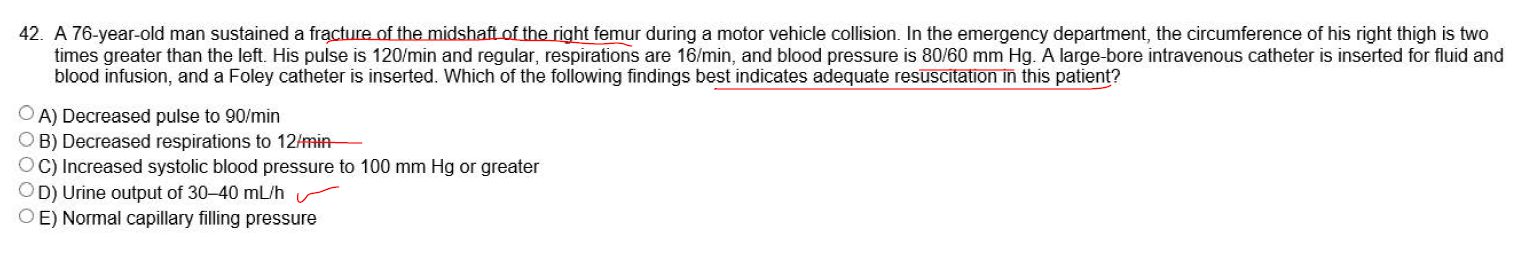 42. A 76-year-old man sustained a fracture of the midshaft of the right femur during a motor vehicle collision. In the emergency department, the circumference of his right thigh is two
times greater than the left. His pulse is 120/min and regular, respirations are 16/min, and blood pressure is 80/60 mm Hg. A large-bore intravenous catheter is inserted for fluid and
blood infusion, and a Foley catheter is inserted. Which of the following findings best indicates adequate resuscitation in this patient?
A) Decreased pulse to 90/min
B) Decreased respirations to 12/min
C) Increased systolic blood pressure to 100 mm Hg or greater
D) Urine output of 30–40 mL/h
E) Normal capillary filling pressure